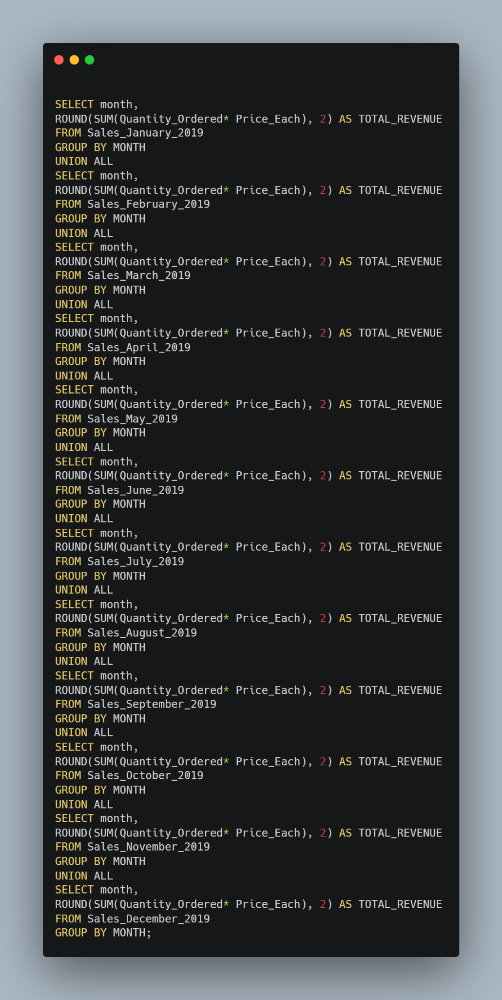 SELECT month,
ROUND(SUM(Quantity_Ordered* Price_Each), 2) AS TOTAL_REVENUE
FROM Sales_January_2019
GROUP BY MONTH
UNION ALL
SELECT month,
ROUND(SUM(Quantity_Ordered* Price_Each), 2) AS TOTAL_REVENUE
FROM Sales_February_2019
GROUP BY MONTH
UNION ALL
SELECT month,
ROUND(SUM(Quantity_Ordered* Price_Each), 2) AS TOTAL_REVENUE
FROM Sales_March_2019
GROUP BY MONTH
UNION ALL
SELECT month,
ROUND(SUM(Quantity_Ordered* Price_Each), 2) AS TOTAL_REVENUE
FROM Sales_April_2019
GROUP BY MONTH
UNION ALL
SELECT month,
ROUND(SUM(Quantity_Ordered* Price_Each), 2) AS TOTAL_REVENUE
FROM Sales_May_2019
GROUP BY MONTH
UNION ALL
SELECT month,
ROUND(SUM(Quantity_Ordered* Price_Each), 2) AS TOTAL_REVENUE
FROM Sales_June_2019
GROUP BY MONTH
UNION ALL
SELECT month,
ROUND(SUM(Quantity_Ordered* Price_Each), 2) AS TOTAL_REVENUE
FROM Sales_July_2019
GROUP BY MONTH
UNION ALL
SELECT month,
ROUND(SUM(Quantity_Ordered* Price_Each), 2) AS TOTAL_REVENUE
FROM Sales_August_2019
GROUP BY MONTH
UNION ALL
SELECT month,
ROUND(SUM(Quantity_Ordered* Price_Each), 2) AS TOTAL_REVENUE
FROM Sales_September_2019
GROUP BY MONTH
UNION ALL
SELECT month,
ROUND(SUM(Quantity_Ordered* Price_Each), 2) AS TOTAL_REVENUE
FROM Sales_October_2019
GROUP BY MONTH
UNION ALL
SELECT month,
ROUND(SUM(Quantity_Ordered* Price_Each), 2) AS TOTAL_REVENUE
FROM Sales_November_2019
GROUP BY MONTH
UNION ALL
SELECT month,
ROUND(SUM(Quantity_Ordered* Price_Each), 2) AS TOTAL_REVENUE
FROM Sales_December_2019
GROUP BY MONTH;